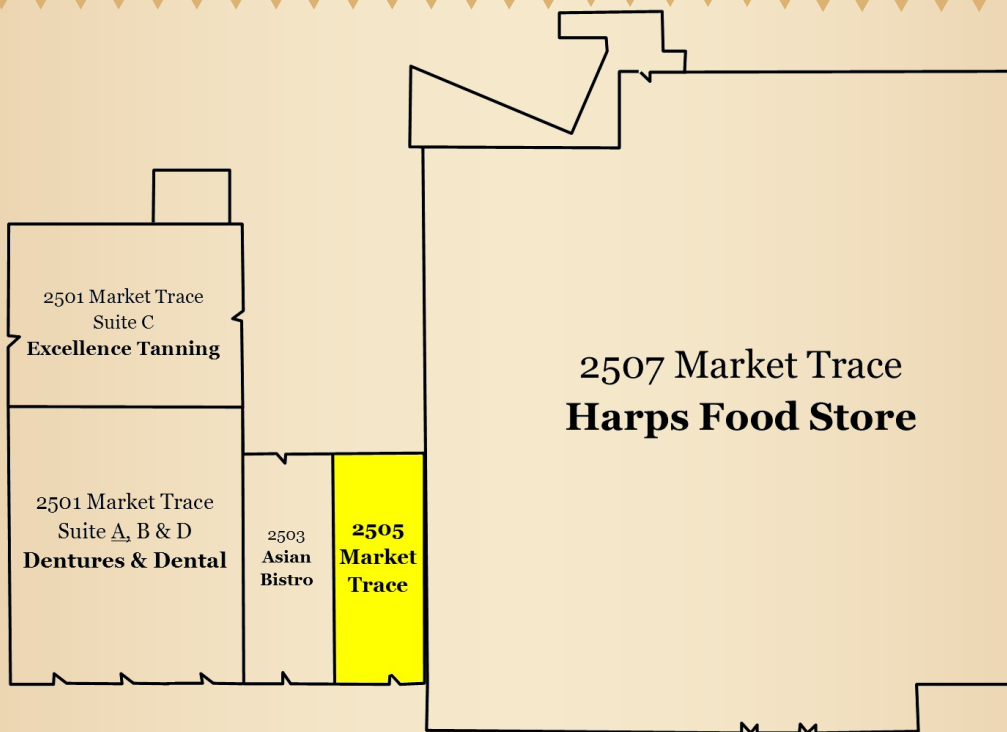 2501 Market Trace
Suite C
Excellence Tanning
2501 Market Trace
Suite A, B & D
Dentures & Dental
2503
Asian
Bistro
2505
Market
Trace
2507 Market Trace
Harps Food Store